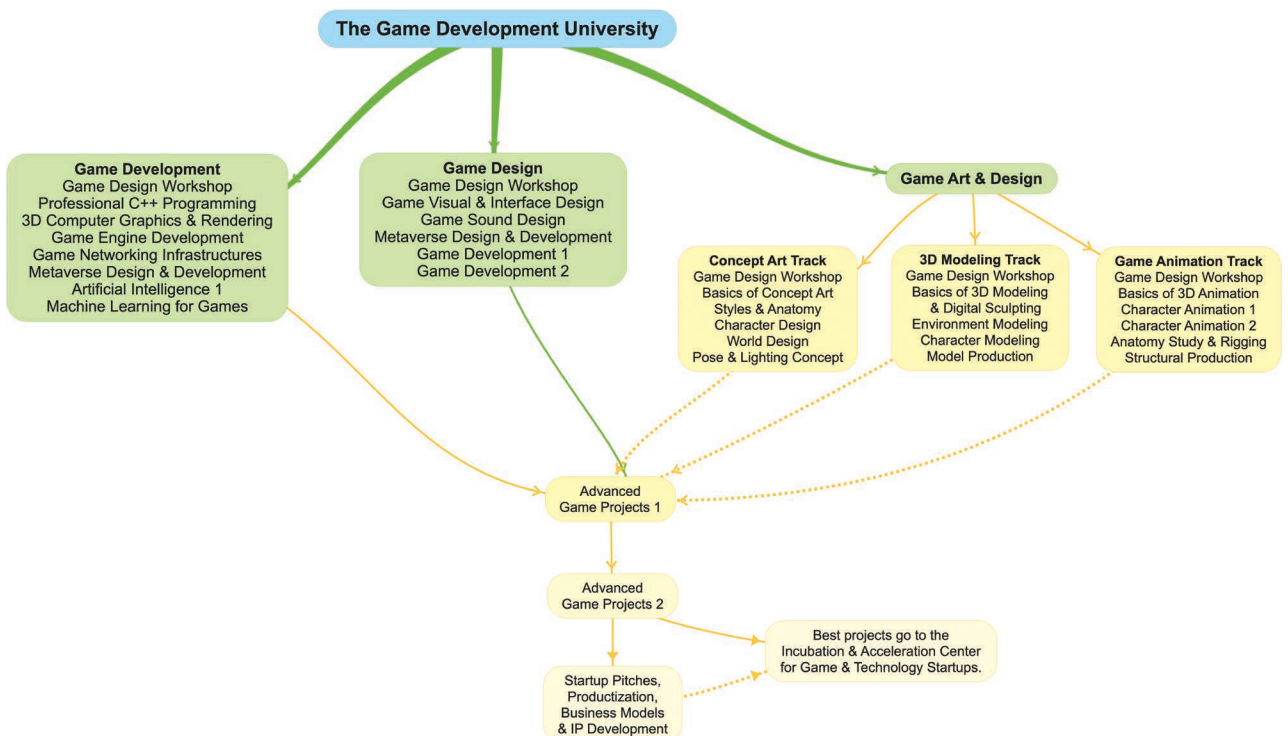 The Game Development University
Game Development
Game Design Workshop
Professional C++ Programming
3D Computer Graphics & Rendering
Game Engine Development
Game Networking Infrastructures
Metaverse Design & Development
Artificial Intelligence 1
Machine Learning for Games
Game Design
Game Design Workshop
Game Visual & Interface Design
Game Sound Design
Metaverse Design & Development
Game Development 1
Game Development 2
Game Art & Design
Concept Art Track
Game Design Workshop
Basics of Concept Art
Styles & Anatomy
Character Design
World Design
Pose & Lighting Concept
3D Modeling Track
Game Design Workshop
Basics of 3D Modeling
& Digital Sculpting
Environment Modeling
Character Modeling
Model Production
Game Animation Track
Game Design Workshop
Basics of 3D Animation
Character Animation 1
Character Animation 2
Anatomy Study & Rigging
Structural Production
Advanced
Game Projects 1
Advanced
Game Projects 2
Best projects go to the
Incubation & Acceleration Center
for Game & Technology Startups.
Startup Pitches,
Productization,
Business Models
& IP Development